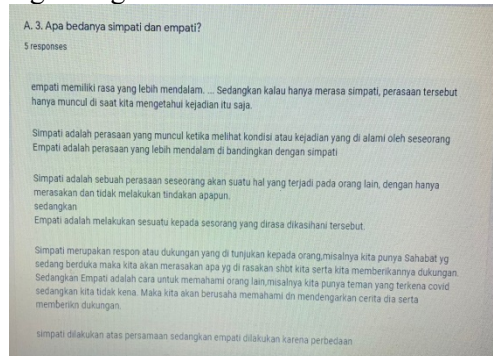 A. 3. Apa bedanya simpati dan empati?
5 responses
empati memiliki rasa yang lebih mendalam. ... Sedangkan kalau hanya merasa simpati, perasaan tersebut
hanya muncul di saat kita mengetahui kejadian itu saja.
Simpati adalah perasaan yang muncul ketika melihat kondisi atau kejadian yang di alami oleh seseorang
Empati adalah perasaan yang lebih mendalam di bandingkan dengan simpati
Simpati adalah sebuah perasaan seseorang akan suatu hal yang terjadi pada orang lain, dengan hanya
merasakan dan tidak melakukan tindakan apapun.
sedangkan
Empati adalah melakukan sesuatu kepada sesorang yang dirasa dikasihani tersebut.
Simpati merupakan respon atau dukungan yang di tunjukan kepada orang,misalnya kita punya Sahabat yg
sedang berduka maka kita akan merasakan apa yg di rasakan shbt kita serta kita memberikannya dukungan.
Sedangkan Empati adalah cara untuk memahami orang lain,misalnya kita punya teman yang terkena covid
sedangkan kita tidak kena. Maka kita akan berusaha memahami dn mendengarkan cerita dia serta
memberikn dukungan.
simpati dilakukan atas persamaan sedangkan empati dilakukan karena perbedaan